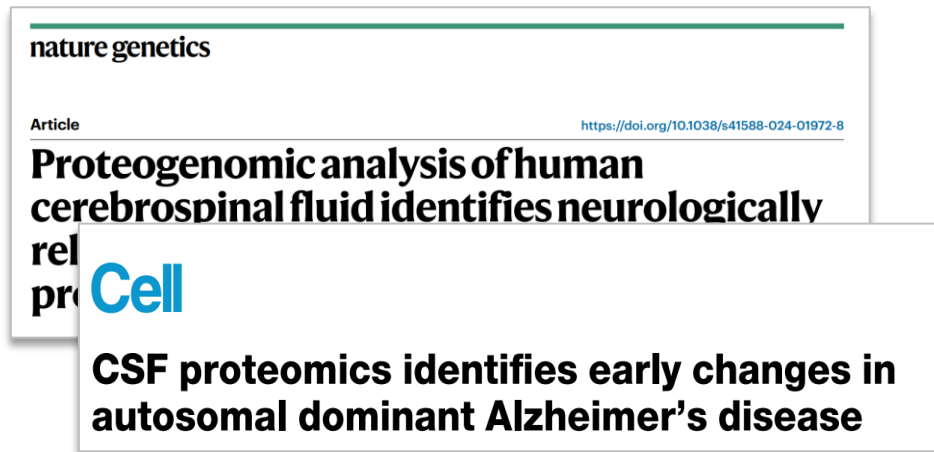 nature genetics
Article https://doi.org/10.1038/s41588-024-01972-8
Proteogenomic analysis of human
cerebrospinal fluid identifies neurologically
Cell
CSF proteomics identifies early changes in
autosomal dominant Alzheimer's disease